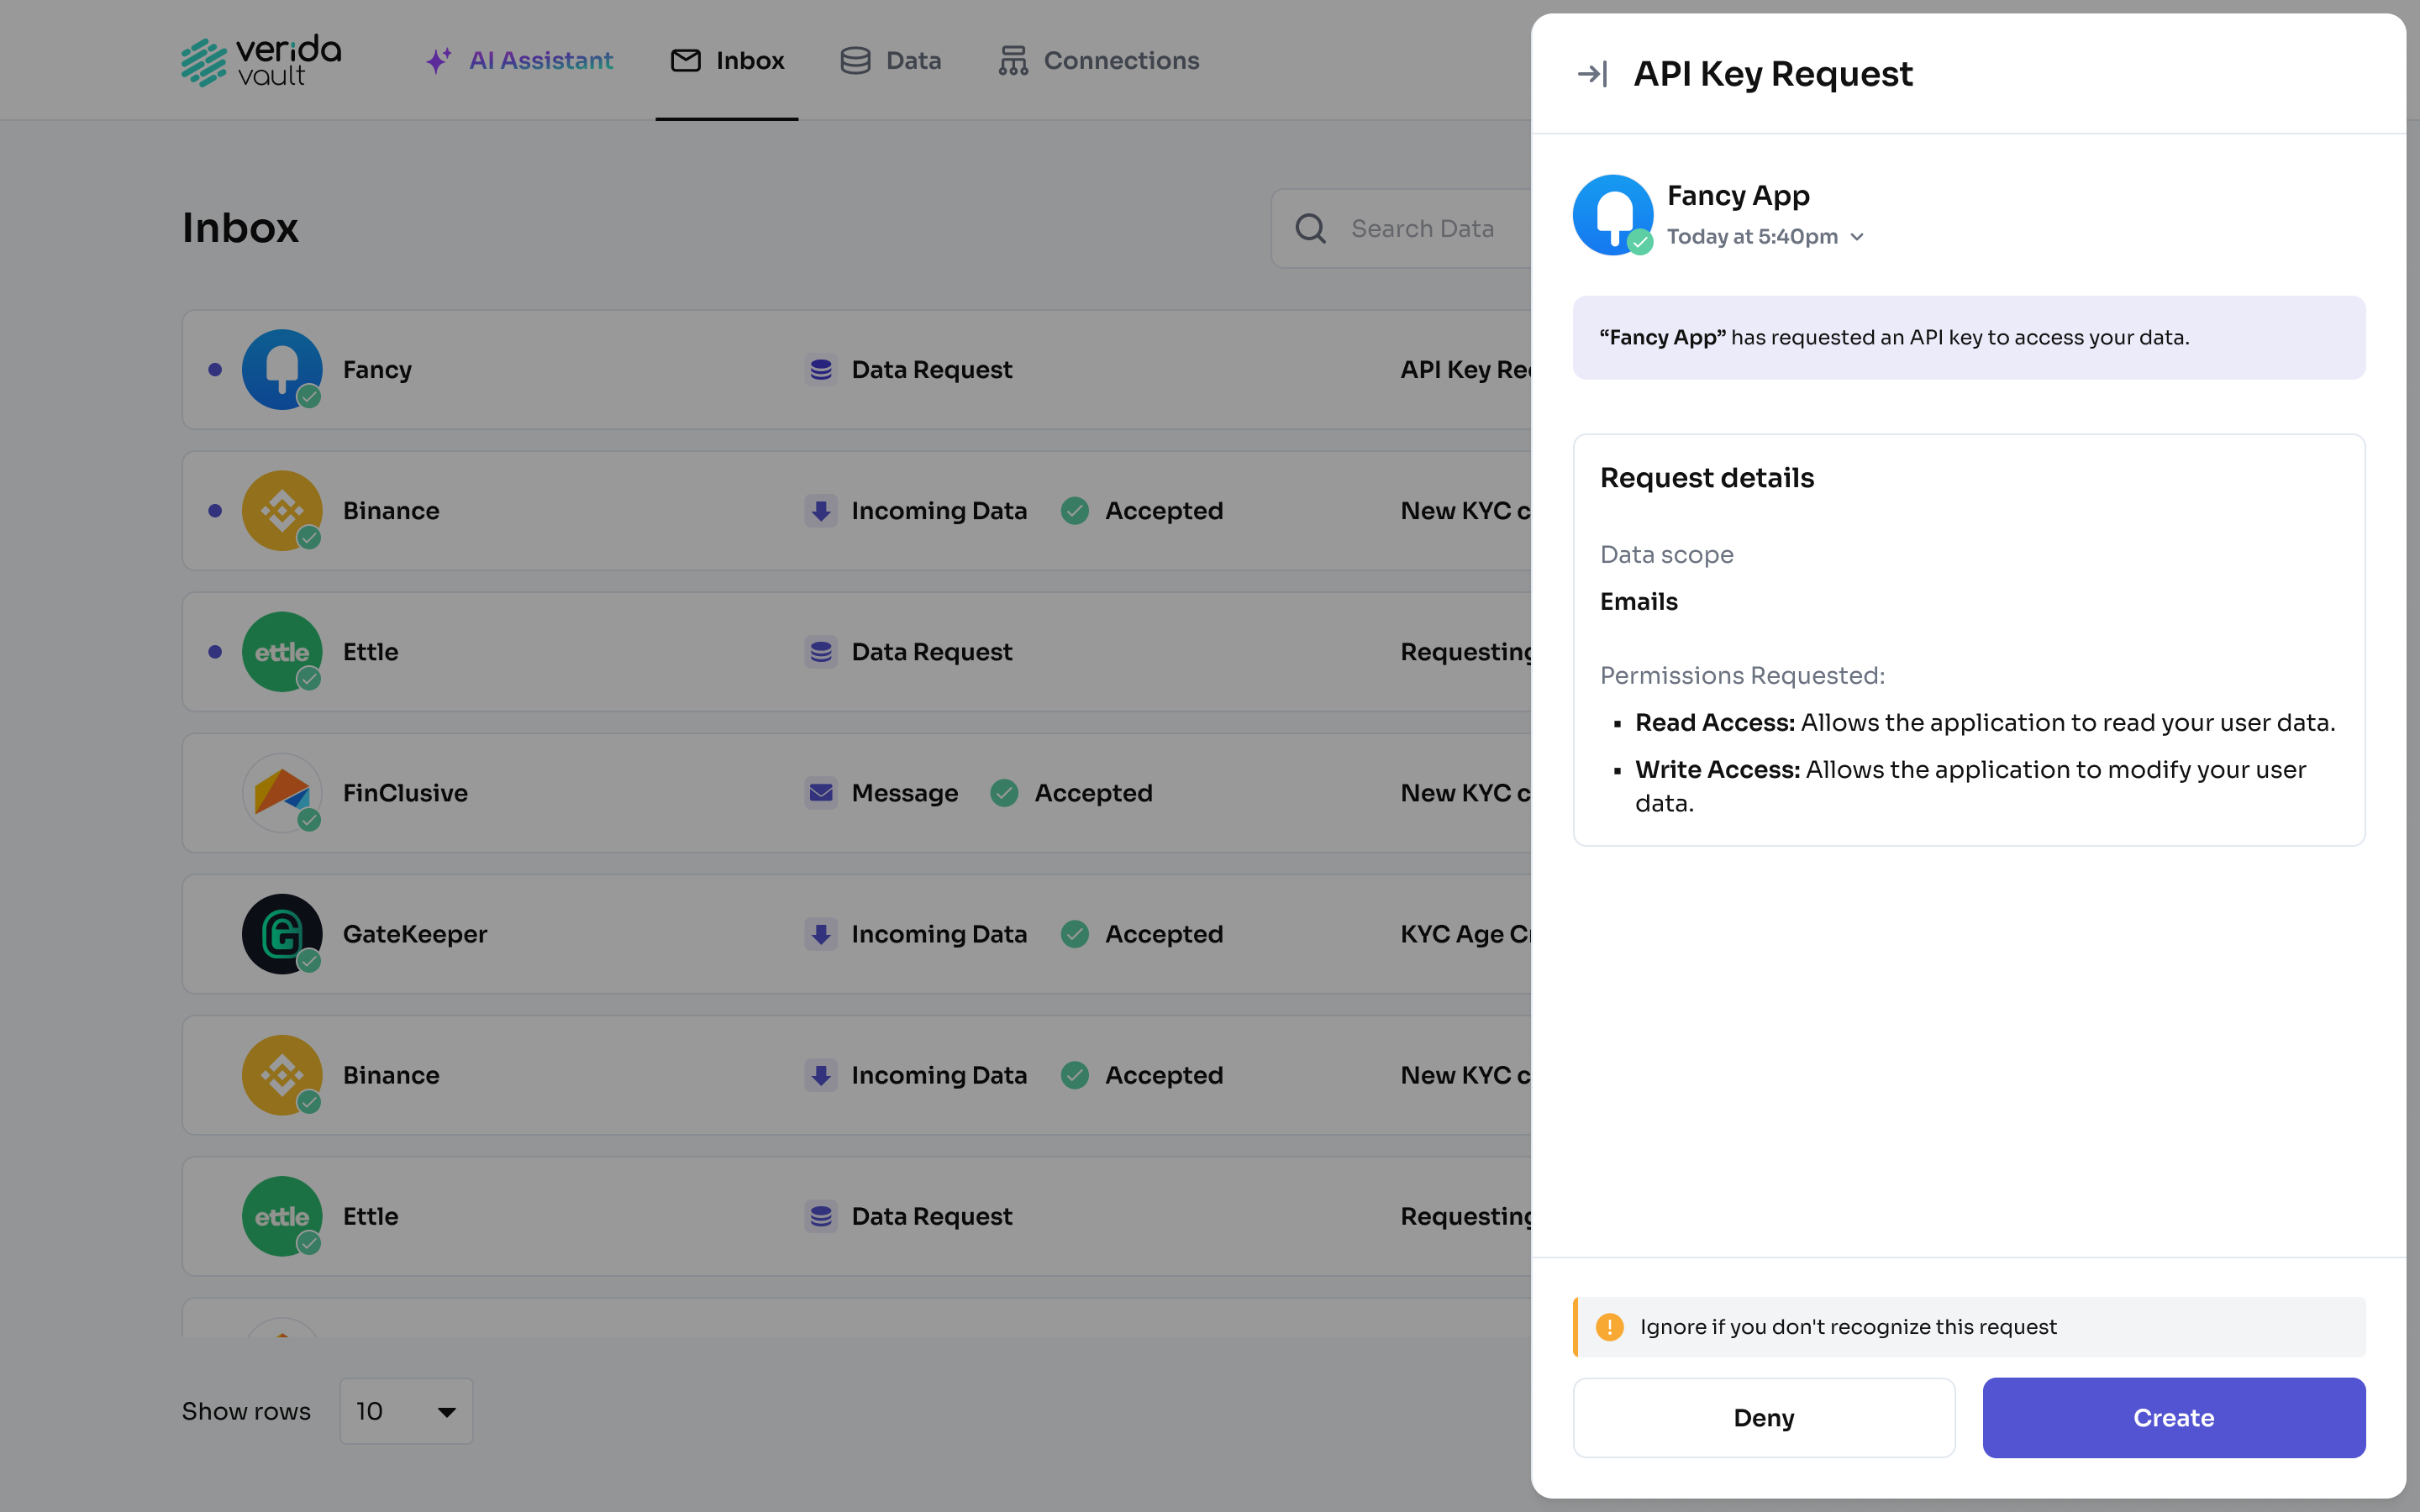 verida
vault
AI Assistant
Inbox
Data
Connections
Inbox
Search Data
Fancy
Data Request
API Key Re
Binance
Incoming Data
Accepted
New KYC c
ettle
Ettle
Data Request
Requesting
FinClusive
Message
Accepted
New KYC c
GateKeeper
Incoming Data
Accepted
KYC Age C
Binance
Incoming Data
Accepted
New KYC c
ettle
Ettle
Data Request
Requesting
Show rows
10
API Key Request
Fancy App
Today at 5:40pm
“Fancy App” has requested an API key to access your data.
Request details
Data scope
Emails
Permissions Requested:
▪ Read Access: Allows the application to read your user data.
▪ Write Access: Allows the application to modify your user
data.
Ignore if you don't recognize this request
Deny
Create